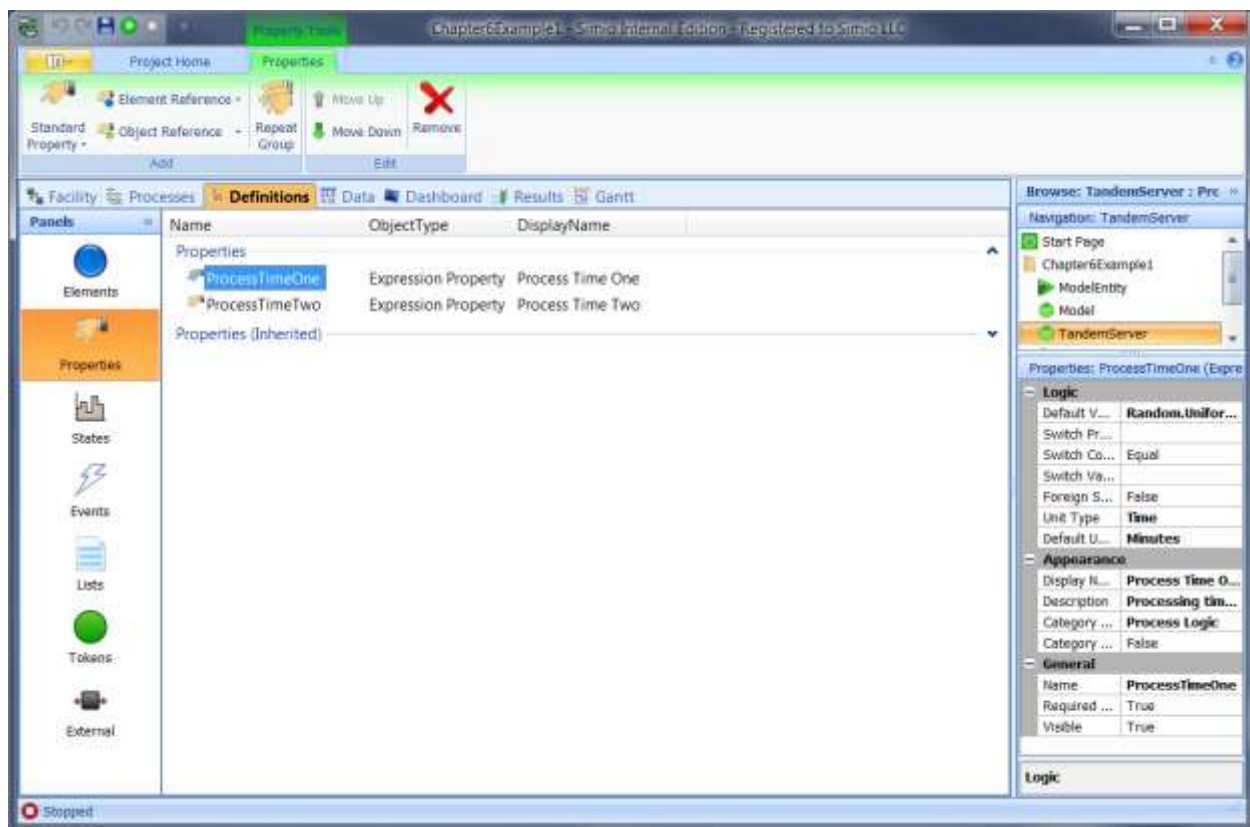 Property Tools
Chapter6Example1 - Simio Internal Edition - Registered to Simio LLC
Project Home Properties
Standard Property
Element Reference
Object Reference
Repeat Group
Move Up
Move Down
Remove
Add
Edit
Facility Processes Definitions Data Dashboard Results Gantt
Panels
Elements
Properties
States
Events
Lists
Tokens
External
Name ObjectType DisplayName
Properties
ProcessTimeOne Expression Property Process Time One
ProcessTimeTwo Expression Property Process Time Two
Properties (Inherited)
Browse: TandemServer : Prc
Navigation: TandemServer
Start Page
Chapter6Example1
ModelEntity
Model
TandemServer
Properties: ProcessTimeOne (Expre
Logic
Default V... Random.Unifor...
Switch Pr...
Switch Co... Equal
Switch Va...
Foreign S... False
Unit Type Time
Default U... Minutes
Appearance
Display N... Process Time O...
Description Processing tim...
Category ... Process Logic
Category ... False
General
Name ProcessTimeOne
Required ... True
Visible True
Logic
Stopped